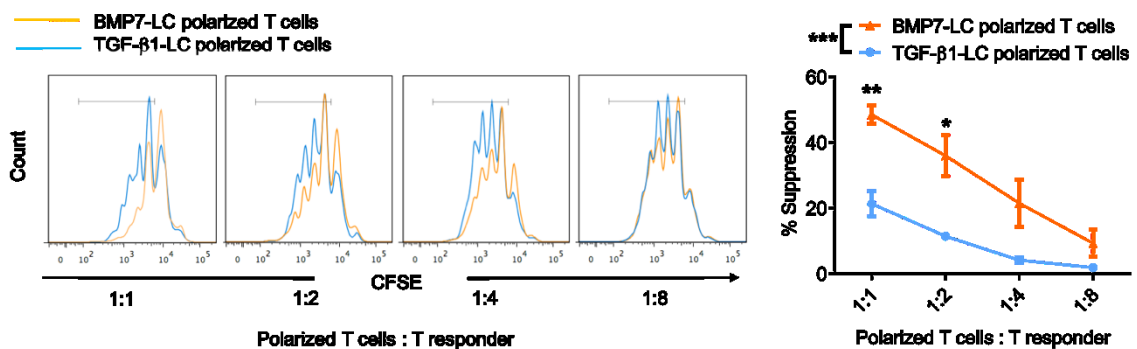 BMP7-LC polarized T cells
TGF-β1-LC polarized T cells
Count
0 10² 10³ 10⁴ 10⁵
0 10² 10³ 10⁴ 10⁵
0 10² 10³ 10⁴ 10⁵
0 10² 10³ 10⁴ 10⁵
CFSE
1:1 1:2 1:4 1:8
Polarized T cells : T responder
*** BMP7-LC polarized T cells
TGF-β1-LC polarized T cells
% Suppression
60
40
20
0
**
*
1:1 1:2 1:4 1:8
Polarized T cells : T responder